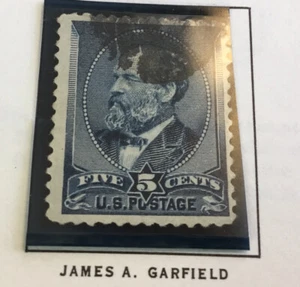 FIVE 5 CENTS
U.S. POSTAGE
JAMES A. GARFIELD